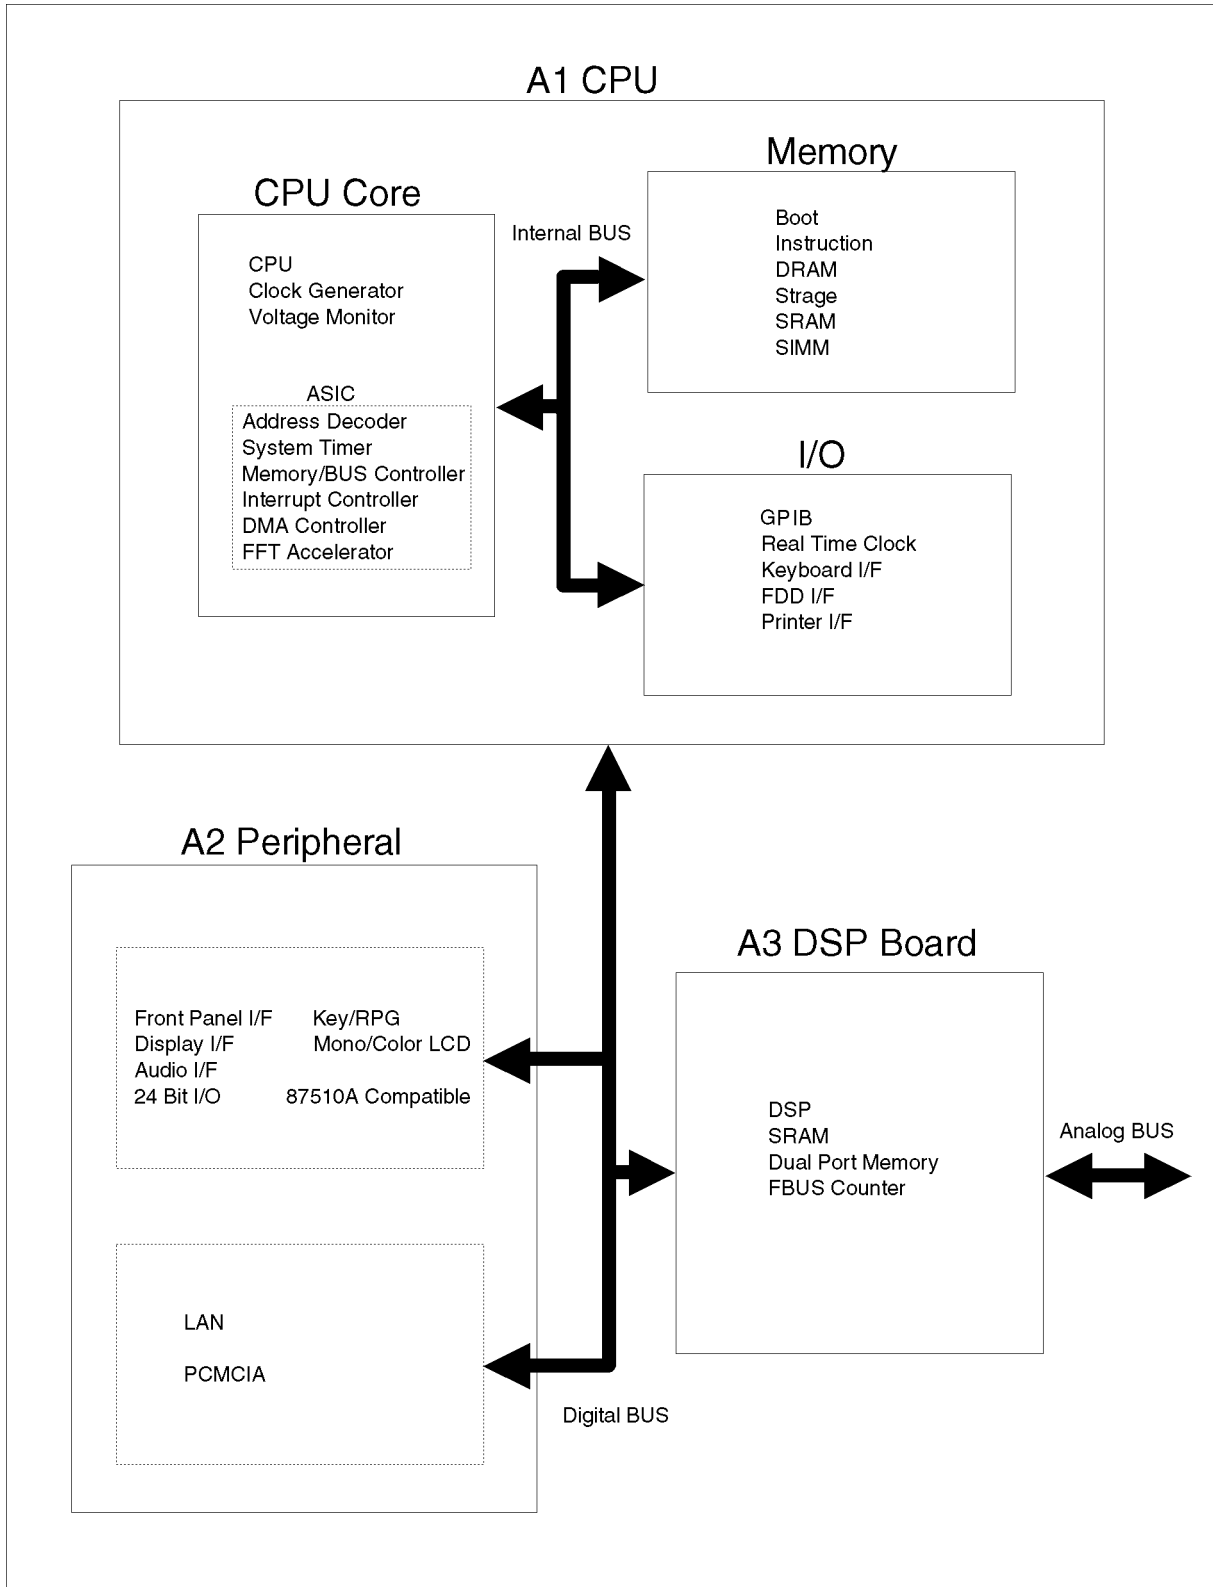 A1 CPU
Memory
CPU Core
Boot
Instruction
DRAM
Strage
SRAM
SIMM
Internal BUS
CPU
Clock Generator
Voltage Monitor
ASIC
Address Decoder
System Timer
Memory/BUS Controller
Interrupt Controller
DMA Controller
FFT Accelerator
I/O
GPIB
Real Time Clock
Keyboard I/F
FDD I/F
Printer I/F
A2 Peripheral
Front Panel I/F Key/RPG
Display I/F Mono/Color LCD
Audio I/F
24 Bit I/O 87510A Compatible
LAN
PCMCIA
Digital BUS
A3 DSP Board
DSP
SRAM
Dual Port Memory
FBUS Counter
Analog BUS